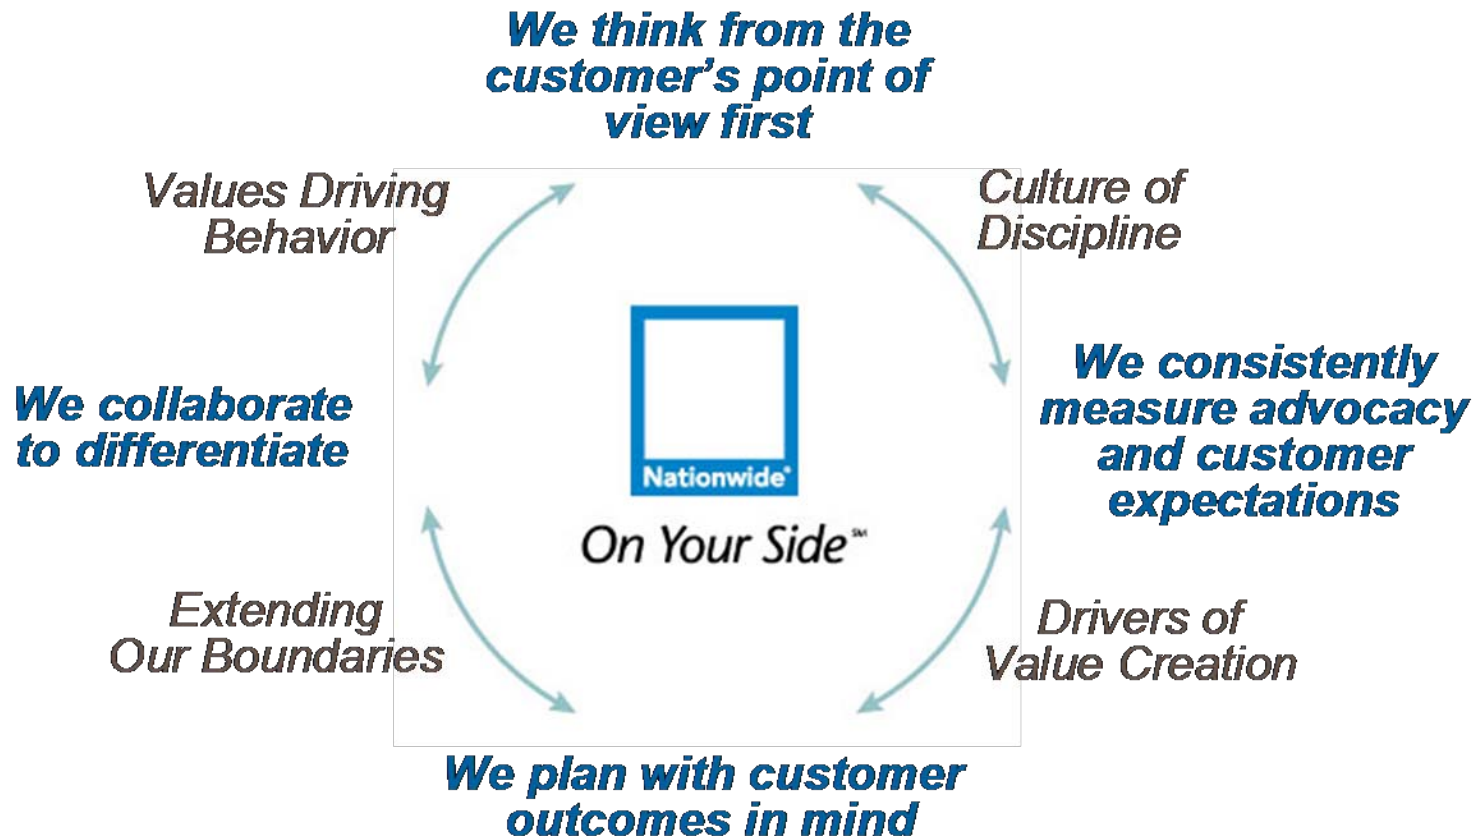 We think from the
customer’s point of
view first
Values Driving
Behavior
Culture of
Discipline
We collaborate
to differentiate
Nationwide®
On Your Side℠
We consistently
measure advocacy
and customer
expectations
Extending
Our Boundaries
Drivers of
Value Creation
We plan with customer
outcomes in mind